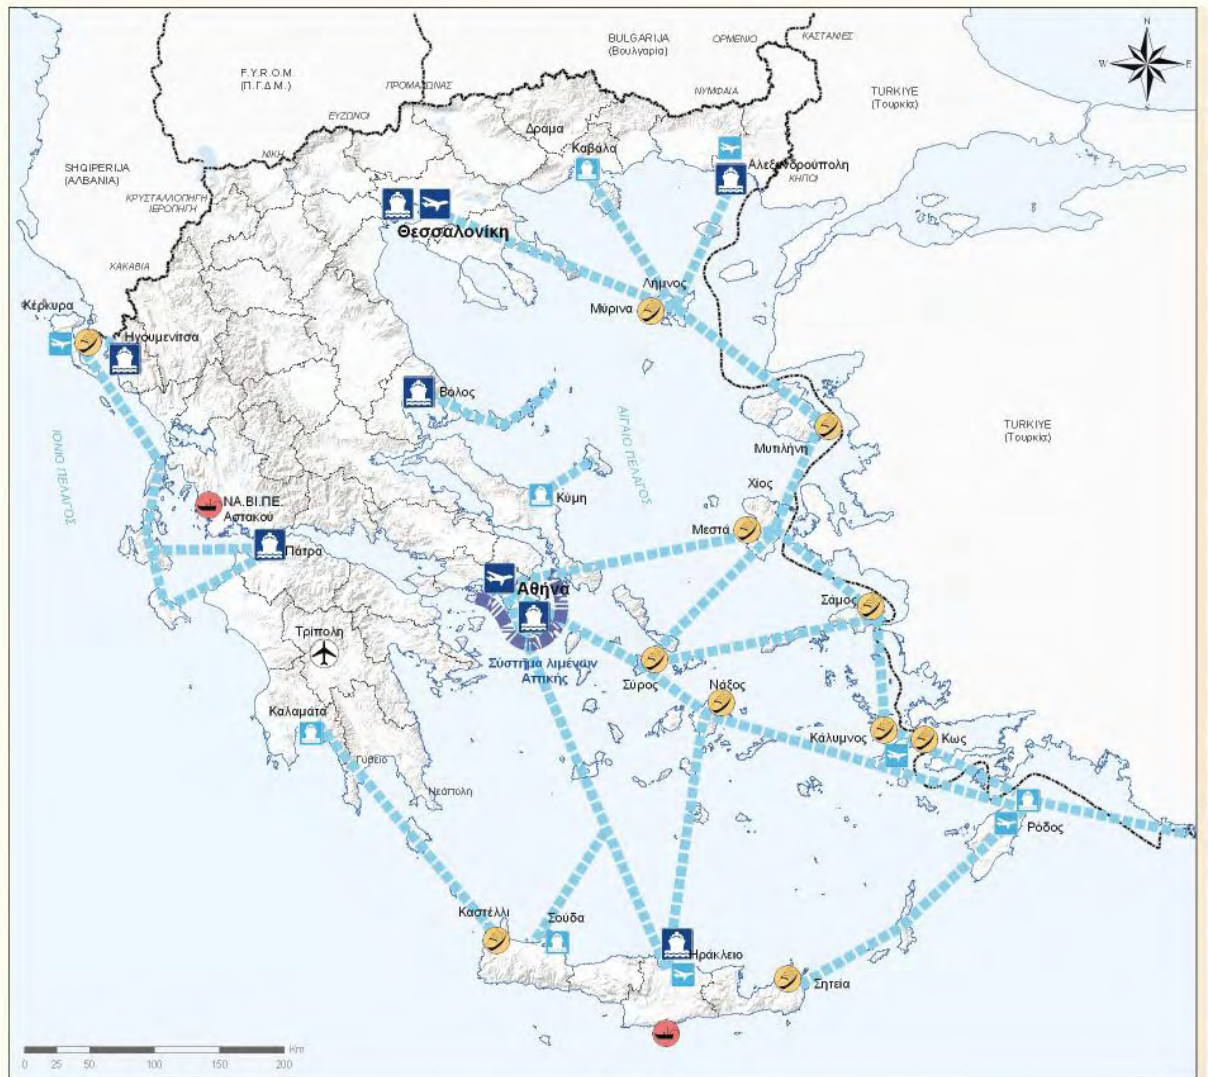 N
W
E
BULGARIJA
(Βουλγαρία)
ΟΡΜΕΝΙΟ
ΚΑΣΤΑΝΙΕΣ
F.Y.R.O.M.
(Π.Γ.Δ.Μ.)
ΠΡΟΜΑΧΩΝΑΣ
ΝΥΜΦΑΙΑ
TURKIYE
(Τουρκία)
ΕΥΖΩΝΟΙ
Δράμα
Καβάλα
ΝΙΚΗ
SHQIPERIJA
(ΑΛΒΑΝΙΑ)
Αλεξανδρούπολη
ΚΗΠΟΙ
ΚΡΥΣΤΑΛΛΟΠΗΓΗ
ΙΕΡΟΠΗΓΗ
Θεσσαλονίκη
ΚΑΚΑΒΙΑ
Λήμνος
Μύρινα
Κέρκυρα
Ηγουμενίτσα
Βόλος
ΑΙΓΑΙΟ ΠΕΛΑΓΟΣ
ΙΟΝΙΟ ΠΕΛΑΓΟΣ
TURKIYE
(Τουρκία)
Μυτιλήνη
Χίος
Κύμη
ΝΑ.ΒΙ.ΠΕ.
Αστακού
Μεστά
Πάτρα
Αθήνα
Σάμος
Τρίπολη
Σύστημα λιμένων
Αττικής
Σύρος
Νάξος
Καλαμάτα
Κάλυμνος
Κως
Γύθειο
Νεάπολη
Ρόδος
Καστέλλι
Σούδα
Ηράκλειο
Σητεία
Km
0 25 50 100 150 200